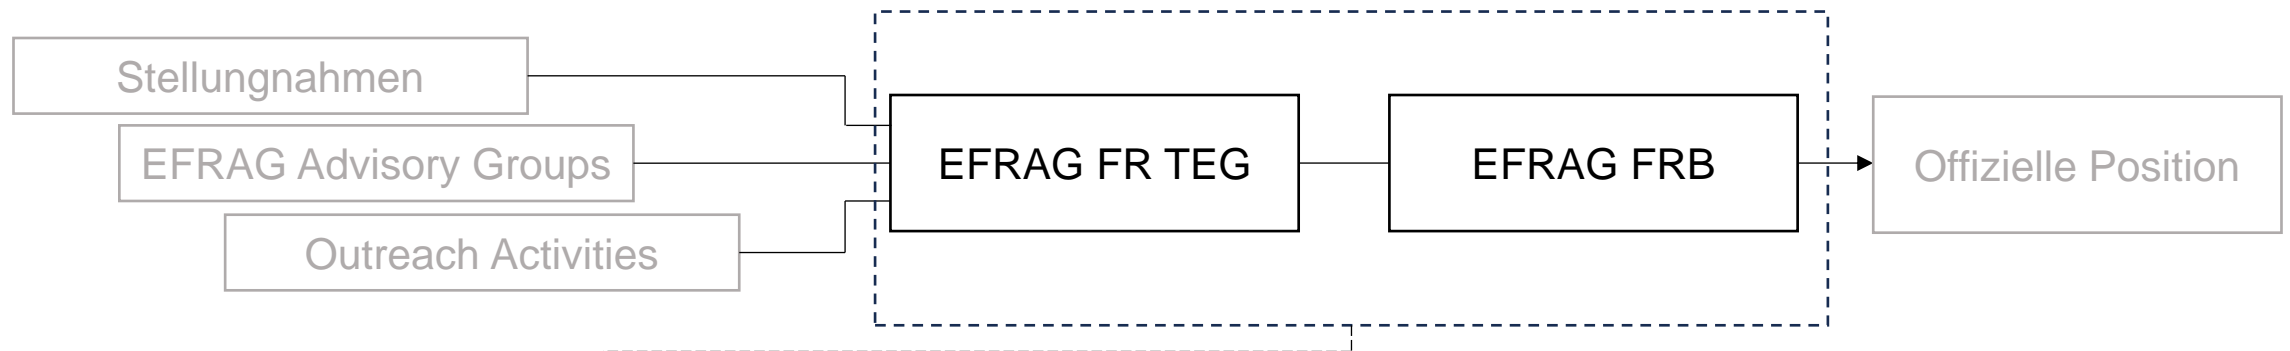 Stellungnahmen
EFRAG Advisory Groups
Outreach Activities
EFRAG FR TEG
EFRAG FRB
Offizielle Position